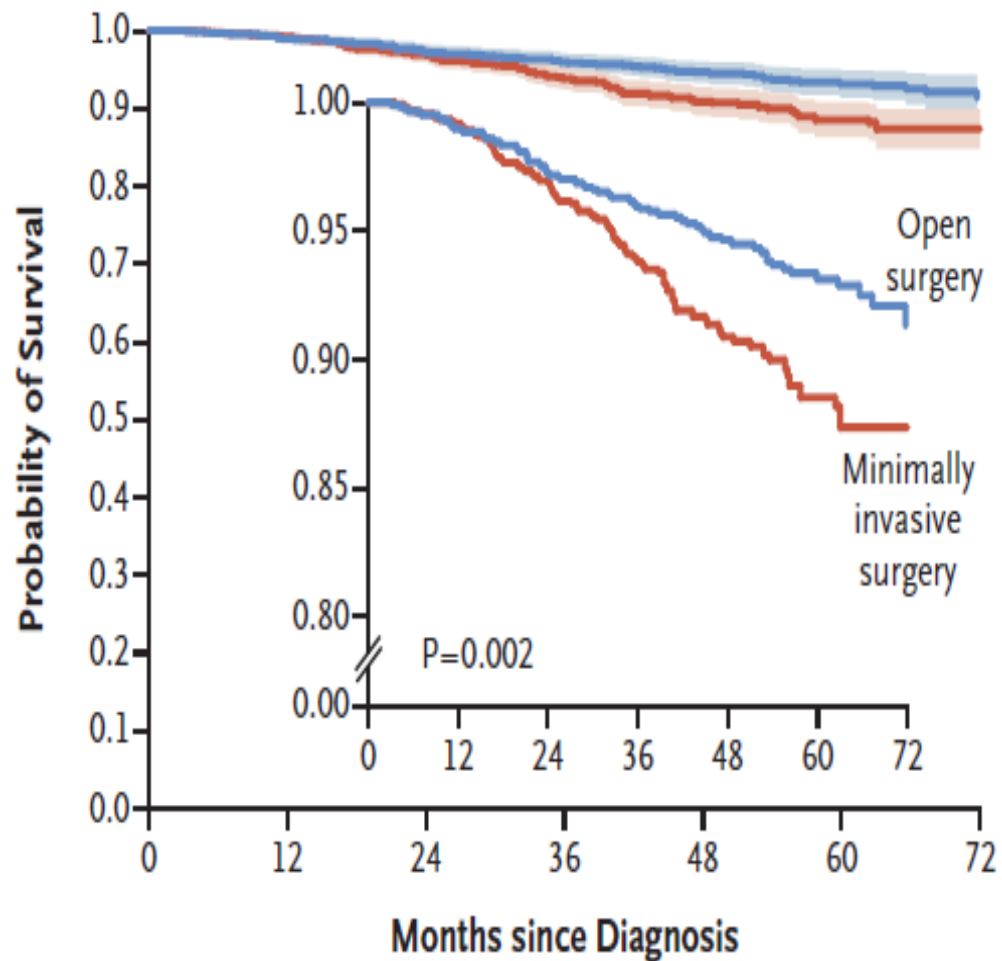 Probability of Survival
1.0
0.9
0.8
0.7
0.6
0.5
0.4
0.3
0.2
0.1
0.0
1.00
0.95
0.90
0.85
0.80
0.00
Open
surgery
Minimally
invasive
surgery
P=0.002
0 12 24 36 48 60 72
0 12 24 36 48 60 72
Months since Diagnosis